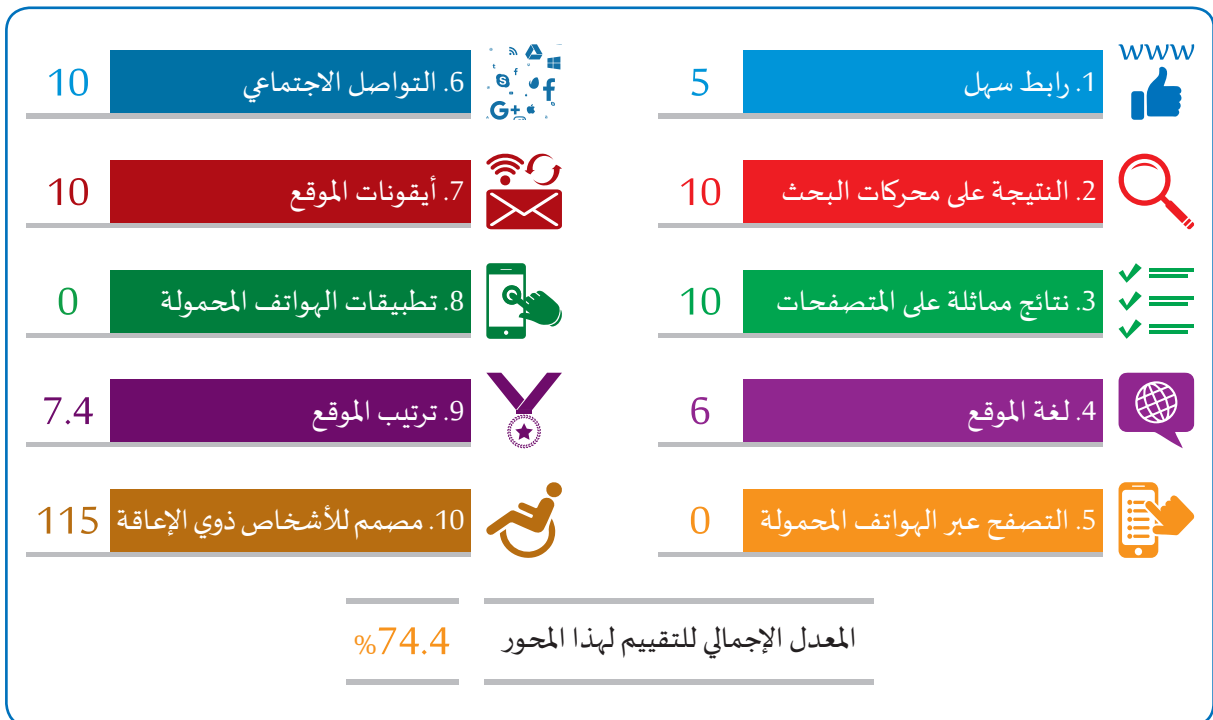 www
1. رابط سهل
5
2. النتيجة على محركات البحث
10
3. نتائج مماثلة على المتصفحات
10
4. لغة الموقع
6
5. التصفح عبر الهواتف المحمولة
0
6. التواصل الاجتماعي
10
7. أيقونات الموقع
10
8. تطبيقات الهواتف المحمولة
0
9. ترتيب الموقع
7.4
10. مصمم للأشخاص ذوي الإعاقة
115
المعدل الإجمالي للتقييم لهذا المحور
%74.4